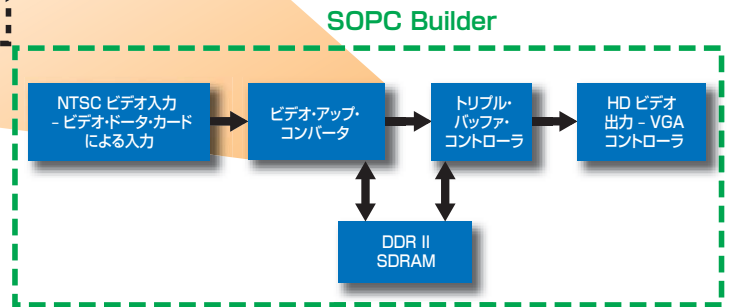 SOPC Builder
NTSC ビデオ入力
– ビデオ・ドータ・カード
による入力
ビデオ・アップ・
コンバータ
トリプル・
バッファ・
コントローラ
HD ビデオ
出力 – VGA
コントローラ
DDR II
SDRAM